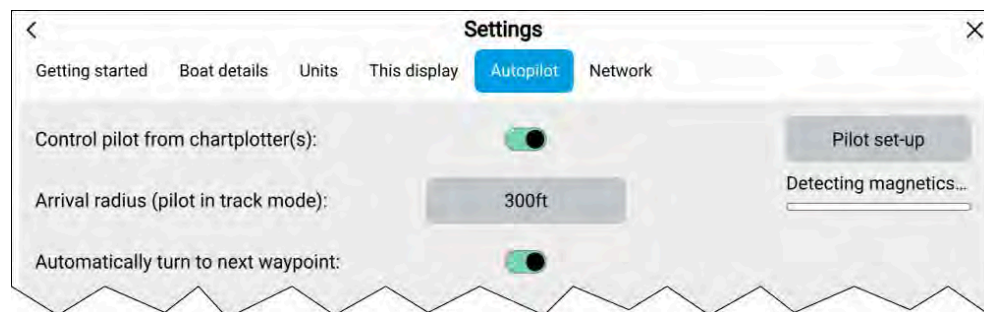 Settings
Getting started Boat details Units This display Autopilot Network
Control pilot from chartplotter(s):
Pilot set-up
Detecting magnetics...
Arrival radius (pilot in track mode): 300ft
Automatically turn to next waypoint: